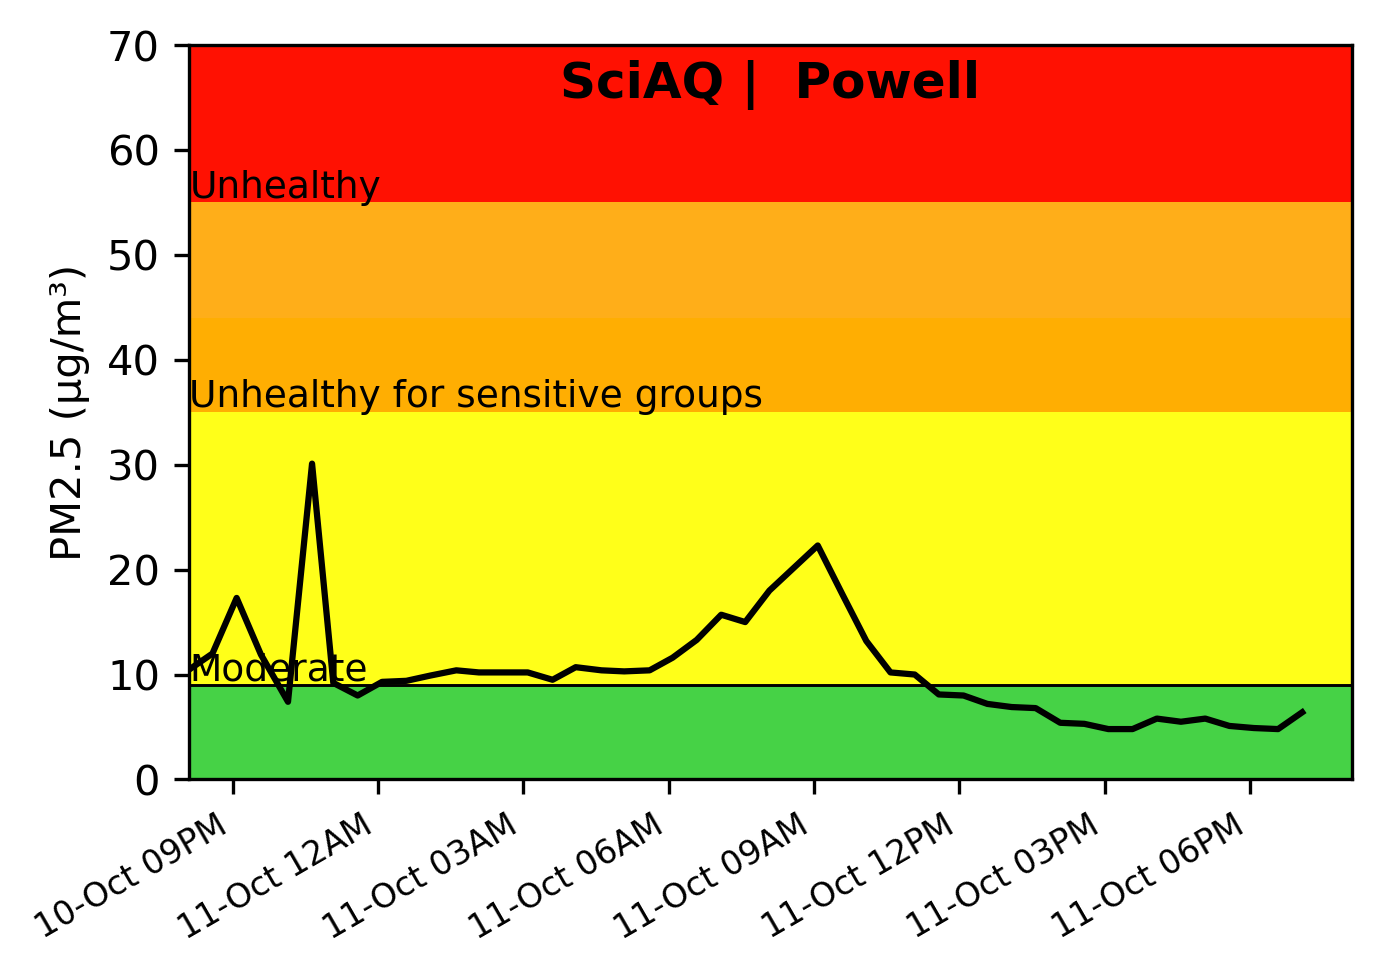 SciAQ | Powell
PM2.5 (µg/m³)
70
60
50
40
30
20
10
0
Unhealthy
Unhealthy for sensitive groups
Moderate
10-Oct 09PM
11-Oct 12AM
11-Oct 03AM
11-Oct 06AM
11-Oct 09AM
11-Oct 12PM
11-Oct 03PM
11-Oct 06PM